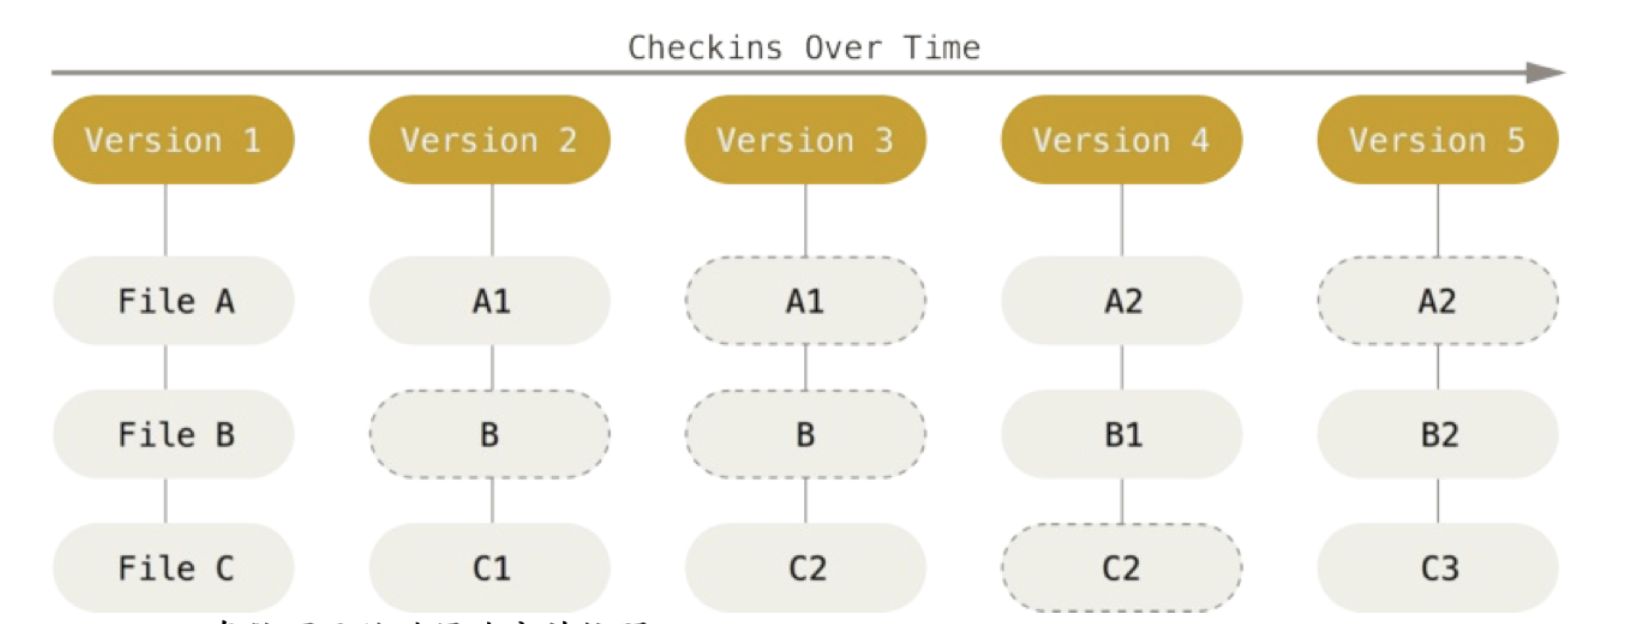 Checkins Over Time
Version 1 Version 2 Version 3 Version 4 Version 5
File A A1 A1 A2 A2
File B B B B1 B2
File C C1 C2 C2 C3